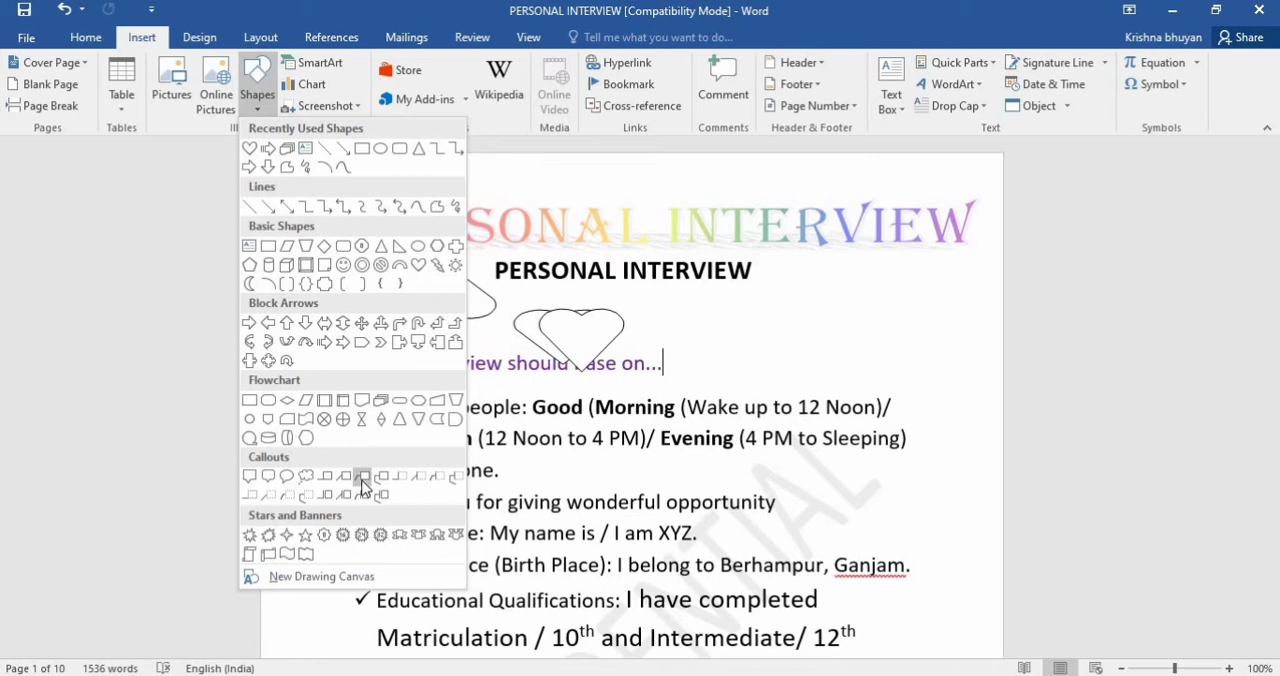 PERSONAL INTERVIEW [Compatibility Mode] - Word
File Home Insert Design Layout References Mailings Review View Tell me what you want to do... Krishna bhuyan Share
Cover Page
Blank Page
Page Break
Pages
Table
Tables
Pictures
Online Pictures
Shapes
SmartArt
Chart
Screenshot
Store
My Add-ins
Wikipedia
Online Video
Media
Hyperlink
Bookmark
Cross-reference
Links
Comment
Comments
Header
Footer
Page Number
Header & Footer
Text Box
Quick Parts
WordArt
Drop Cap
Signature Line
Date & Time
Object
Text
Equation
Symbol
Symbols
Recently Used Shapes
Lines
Basic Shapes
Block Arrows
Flowchart
Callouts
Stars and Banners
New Drawing Canvas
SONAL INTERVIEW
PERSONAL INTERVIEW
view should base on...
people: Good (Morning (Wake up to 12 Noon)/
(12 Noon to 4 PM)/ Evening (4 PM to Sleeping)
one.
for giving wonderful opportunity
e: My name is / I am XYZ.
ce (Birth Place): I belong to Berhampur, Ganjam.
✓ Educational Qualifications: I have completed
Matriculation / 10th and Intermediate/ 12th
Page 1 of 10 1536 words English (India) 100%